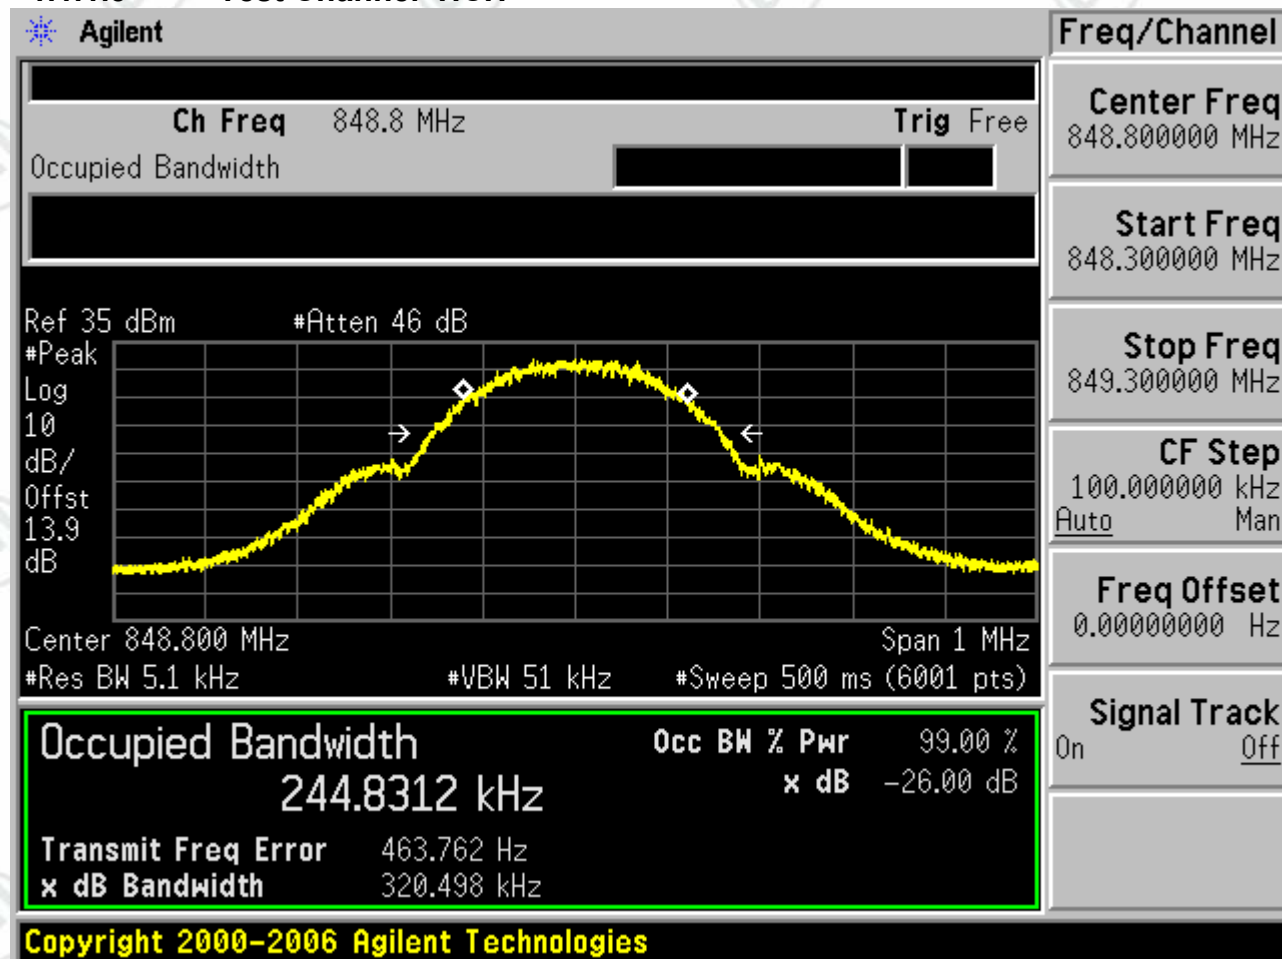 Agilent
Freq/Channel
Ch Freq 848.8 MHz Trig Free
Occupied Bandwidth
Center Freq
848.800000 MHz
Start Freq
848.300000 MHz
Stop Freq
849.300000 MHz
CF Step
100.000000 kHz
Auto Man
Freq Offset
0.00000000 Hz
Signal Track
On Off
Ref 35 dBm #Atten 46 dB
#Peak
Log
10
dB/
Offst
13.9
dB
Center 848.800 MHz Span 1 MHz
#Res BW 5.1 kHz #VBW 51 kHz #Sweep 500 ms (6001 pts)
Occupied Bandwidth
244.8312 kHz
Occ BW % Pwr 99.00 %
x dB -26.00 dB
Transmit Freq Error 463.762 Hz
x dB Bandwidth 320.498 kHz
Copyright 2000-2006 Agilent Technologies